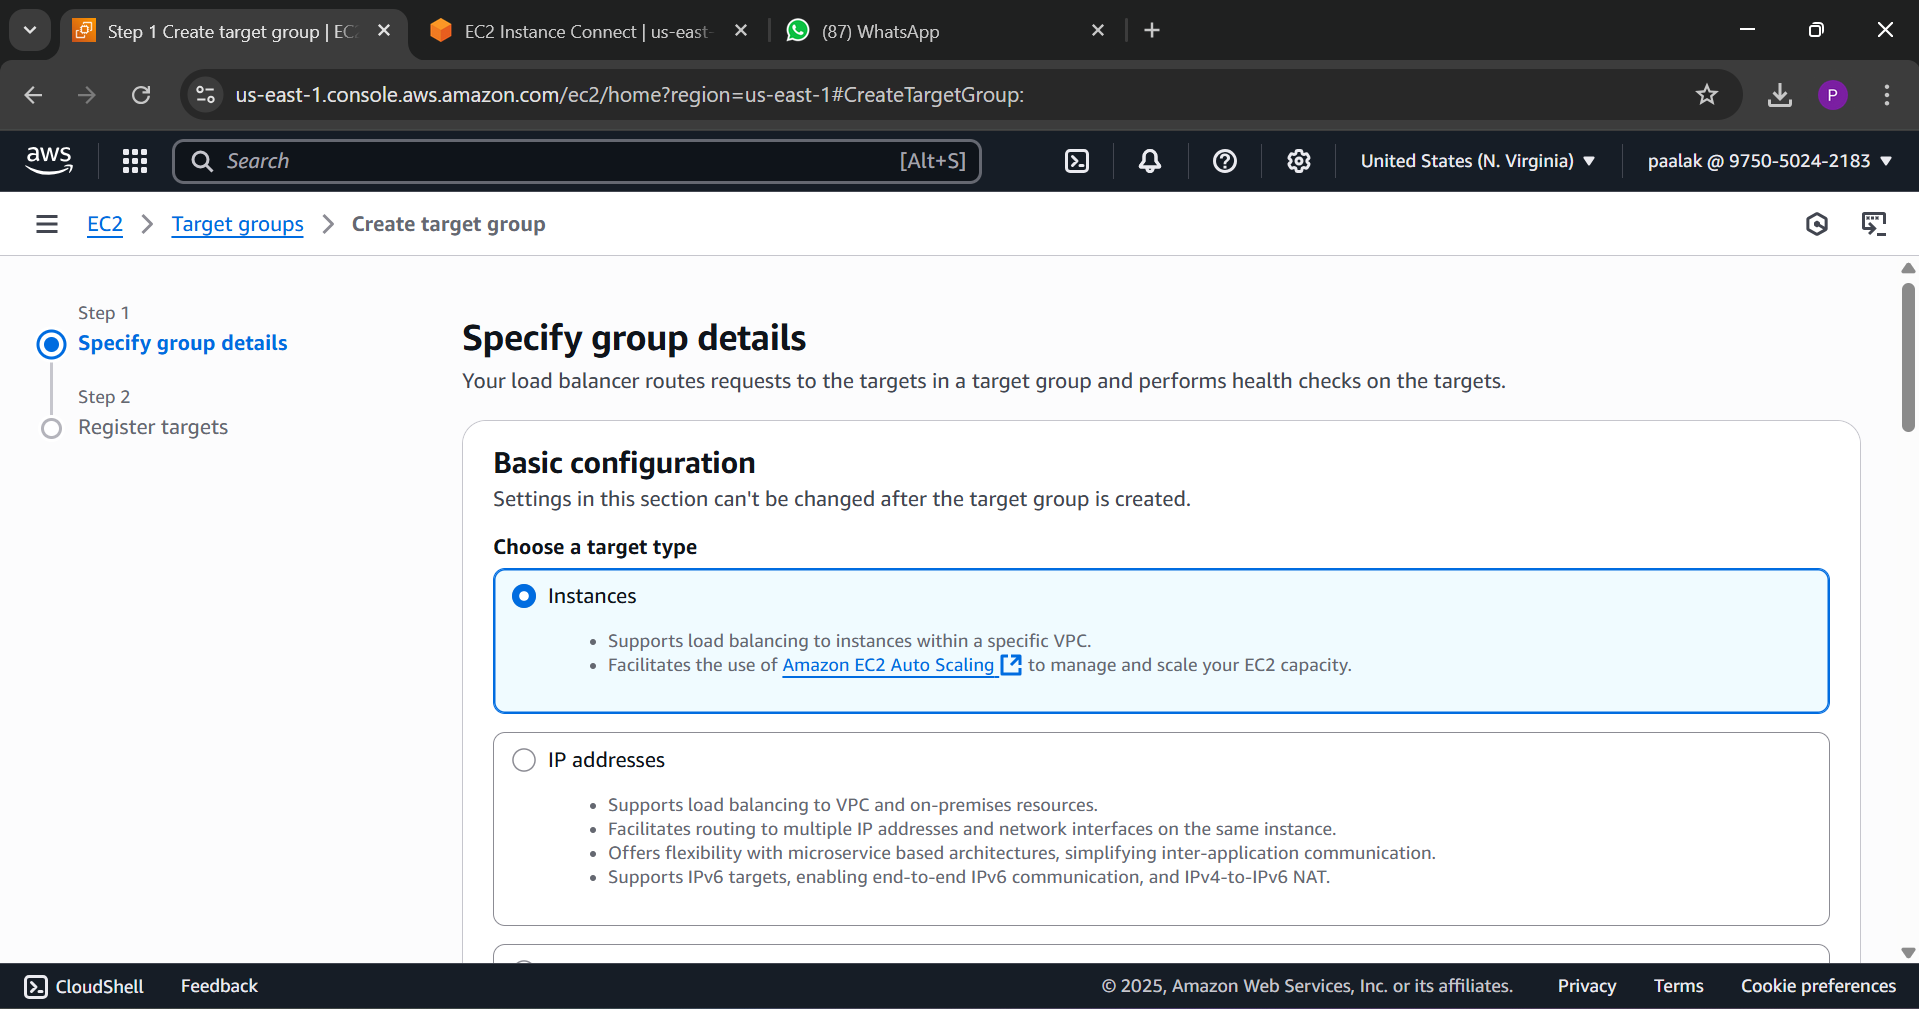 Step 1 Create target group | EC
EC2 Instance Connect | us-east-
(87) WhatsApp
us-east-1.console.aws.amazon.com/ec2/home?region=us-east-1#CreateTargetGroup:
P
aws
Search
[Alt+S]
United States (N. Virginia)
paalak @ 9750-5024-2183
EC2
Target groups
Create target group
Step 1
Specify group details
Step 2
Register targets
Specify group details
Your load balancer routes requests to the targets in a target group and performs health checks on the targets.
Basic configuration
Settings in this section can't be changed after the target group is created.
Choose a target type
Instances
• Supports load balancing to instances within a specific VPC.
• Facilitates the use of Amazon EC2 Auto Scaling to manage and scale your EC2 capacity.
IP addresses
• Supports load balancing to VPC and on-premises resources.
• Facilitates routing to multiple IP addresses and network interfaces on the same instance.
• Offers flexibility with microservice based architectures, simplifying inter-application communication.
• Supports IPv6 targets, enabling end-to-end IPv6 communication, and IPv4-to-IPv6 NAT.
CloudShell
Feedback
© 2025, Amazon Web Services, Inc. or its affiliates.
Privacy
Terms
Cookie preferences